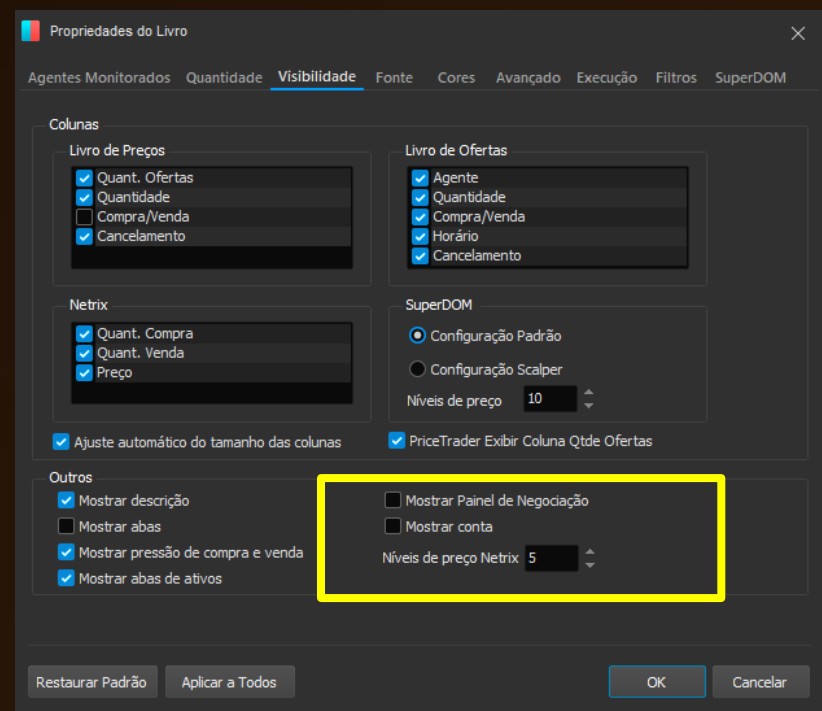 Propriedades do Livro
Agentes Monitorados Quantidade Visibilidade Fonte Cores Avançado Execução Filtros SuperDOM
Colunas
Livro de Preços
Quant. Ofertas
Quantidade
Compra/Venda
Cancelamento
Livro de Ofertas
Agente
Quantidade
Compra/Venda
Horário
Cancelamento
Netrix
Quant. Compra
Quant. Venda
Preço
SuperDOM
Configuração Padrão
Configuração Scalper
Níveis de preço 10
Ajuste automático do tamanho das colunas
PriceTrader Exibir Coluna Qtde Ofertas
Outros
Mostrar descrição
Mostrar abas
Mostrar pressão de compra e venda
Mostrar abas de ativos
Mostrar Painel de Negociação
Mostrar conta
Níveis de preço Netrix 5
Restaurar Padrão Aplicar a Todos OK Cancelar